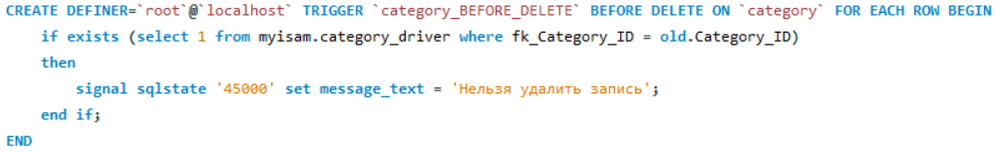 CREATE DEFINER=`root`@`localhost` TRIGGER `category_BEFORE_DELETE` BEFORE DELETE ON `category` FOR EACH ROW BEGIN
if exists (select 1 from myisam.category_driver where fk_Category_ID = old.Category_ID)
then
signal sqlstate '45000' set message_text = 'Нельзя удалить запись';
end if;
END